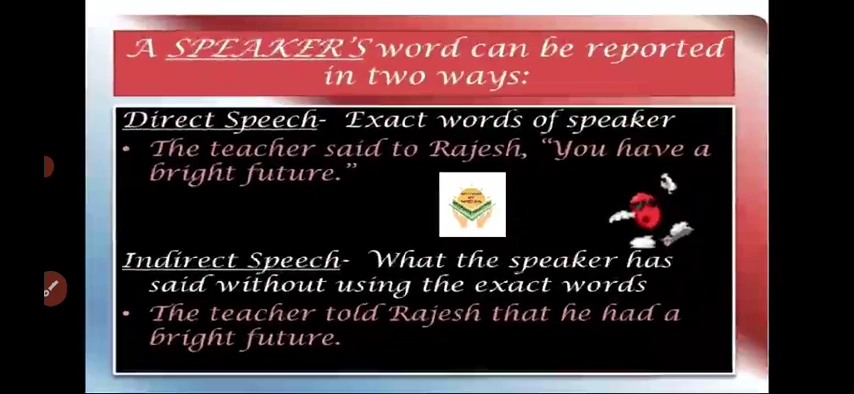 A SPEAKER'S word can be reported
in two ways:
Direct Speech- Exact words of speaker
• The teacher said to Rajesh, "You have a
bright future."
Indirect Speech- What the speaker has
said without using the exact words
• The teacher told Rajesh that he had a
bright future.